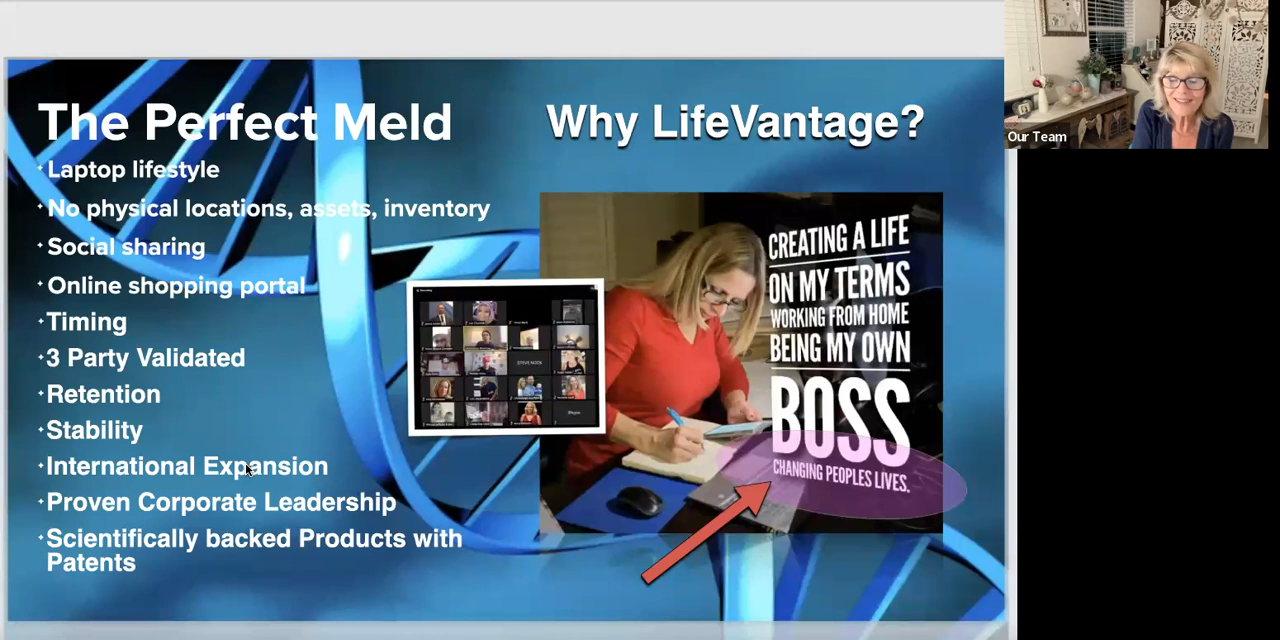 The Perfect Meld
Laptop lifestyle
No physical locations, assets, inventory
Social sharing
Online shopping portal
Timing
3 Party Validated
Retention
Stability
International Expansion
Proven Corporate Leadership
Scientifically backed Products with
Patents
Why LifeVantage?
CREATING A LIFE
ON MY TERMS
WORKING FROM HOME
BEING MY OWN
BOSS
CHANGING PEOPLES LIVES.
Our Team